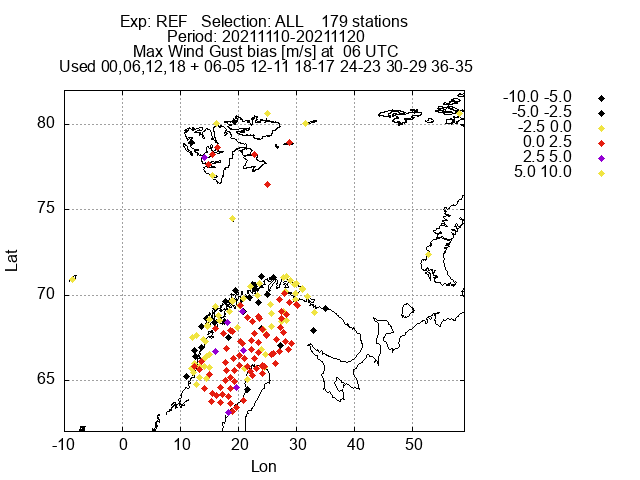 Exp: REF Selection: ALL 179 stations
Period: 20211110-20211120
Max Wind Gust bias [m/s] at 06 UTC
Used 00,06,12,18 + 06-05 12-11 18-17 24-23 30-29 36-35
-10.0 -5.0
-5.0 -2.5
-2.5 0.0
0.0 2.5
2.5 5.0
5.0 10.0
80
75
70
65
Lat
-10 0 10 20 30 40 50
Lon